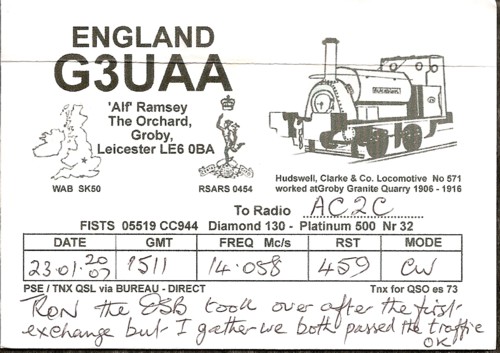 ENGLAND
G3UAA
'Alf' Ramsey
The Orchard,
Groby,
Leicester LE6 0BA
WAB SK50
RSARS 0454
Hudswell, Clarke & Co. Locomotive No 571
worked atGroby Granite Quarry 1906 - 1916
To Radio AC2C
FISTS 05519 CC944 Diamond 130 - Platinum 500 Nr 32
DATE GMT FREQ Mc/s RST MODE
23.01.2007 1511 14.058 459 CW
PSE / TNX QSL via BUREAU - DIRECT Tnx for QSO es 73
RON the QSB took over after the first
exchange but I gather we both passed the traffic
OK